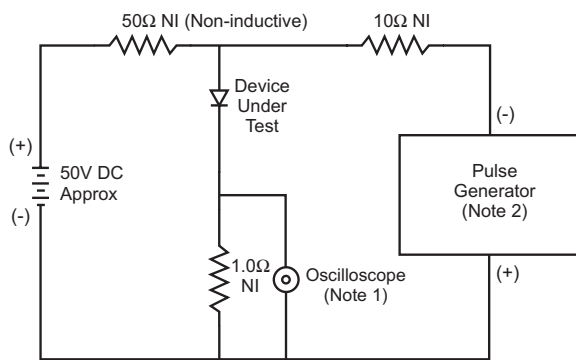 50Ω NI (Non-inductive)
10Ω NI
Device
Under
Test
(+)
50V DC
Approx
(-)
(-)
Pulse
Generator
(Note 2)
(+)
1.0Ω
NI
Oscilloscope
(Note 1)